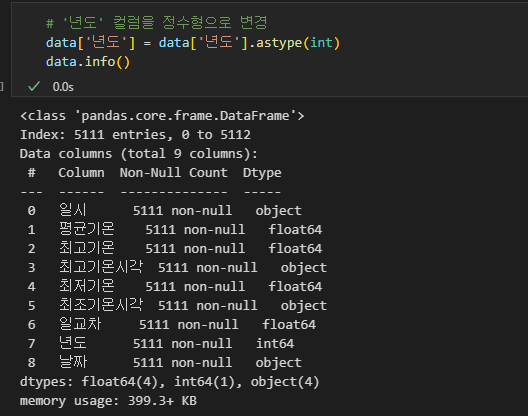 # '년도' 컬럼을 정수형으로 변경
data['년도'] = data['년도'].astype(int)
data.info()
]
0.0s
<class 'pandas.core.frame.DataFrame'>
Index: 5111 entries, 0 to 5112
Data columns (total 9 columns):
 #   Column  Non-Null Count  Dtype
---  ------  --------------  -----
 0   일시      5111 non-null   object
 1   평균기온    5111 non-null   float64
 2   최고기온    5111 non-null   float64
 3   최고기온시각  5111 non-null   object
 4   최저기온    5111 non-null   float64
 5   최조기온시각  5111 non-null   object
 6   일교차     5111 non-null   float64
 7   년도      5111 non-null   int64
 8   날짜      5111 non-null   object
dtypes: float64(4), int64(1), object(4)
memory usage: 399.3+ KB